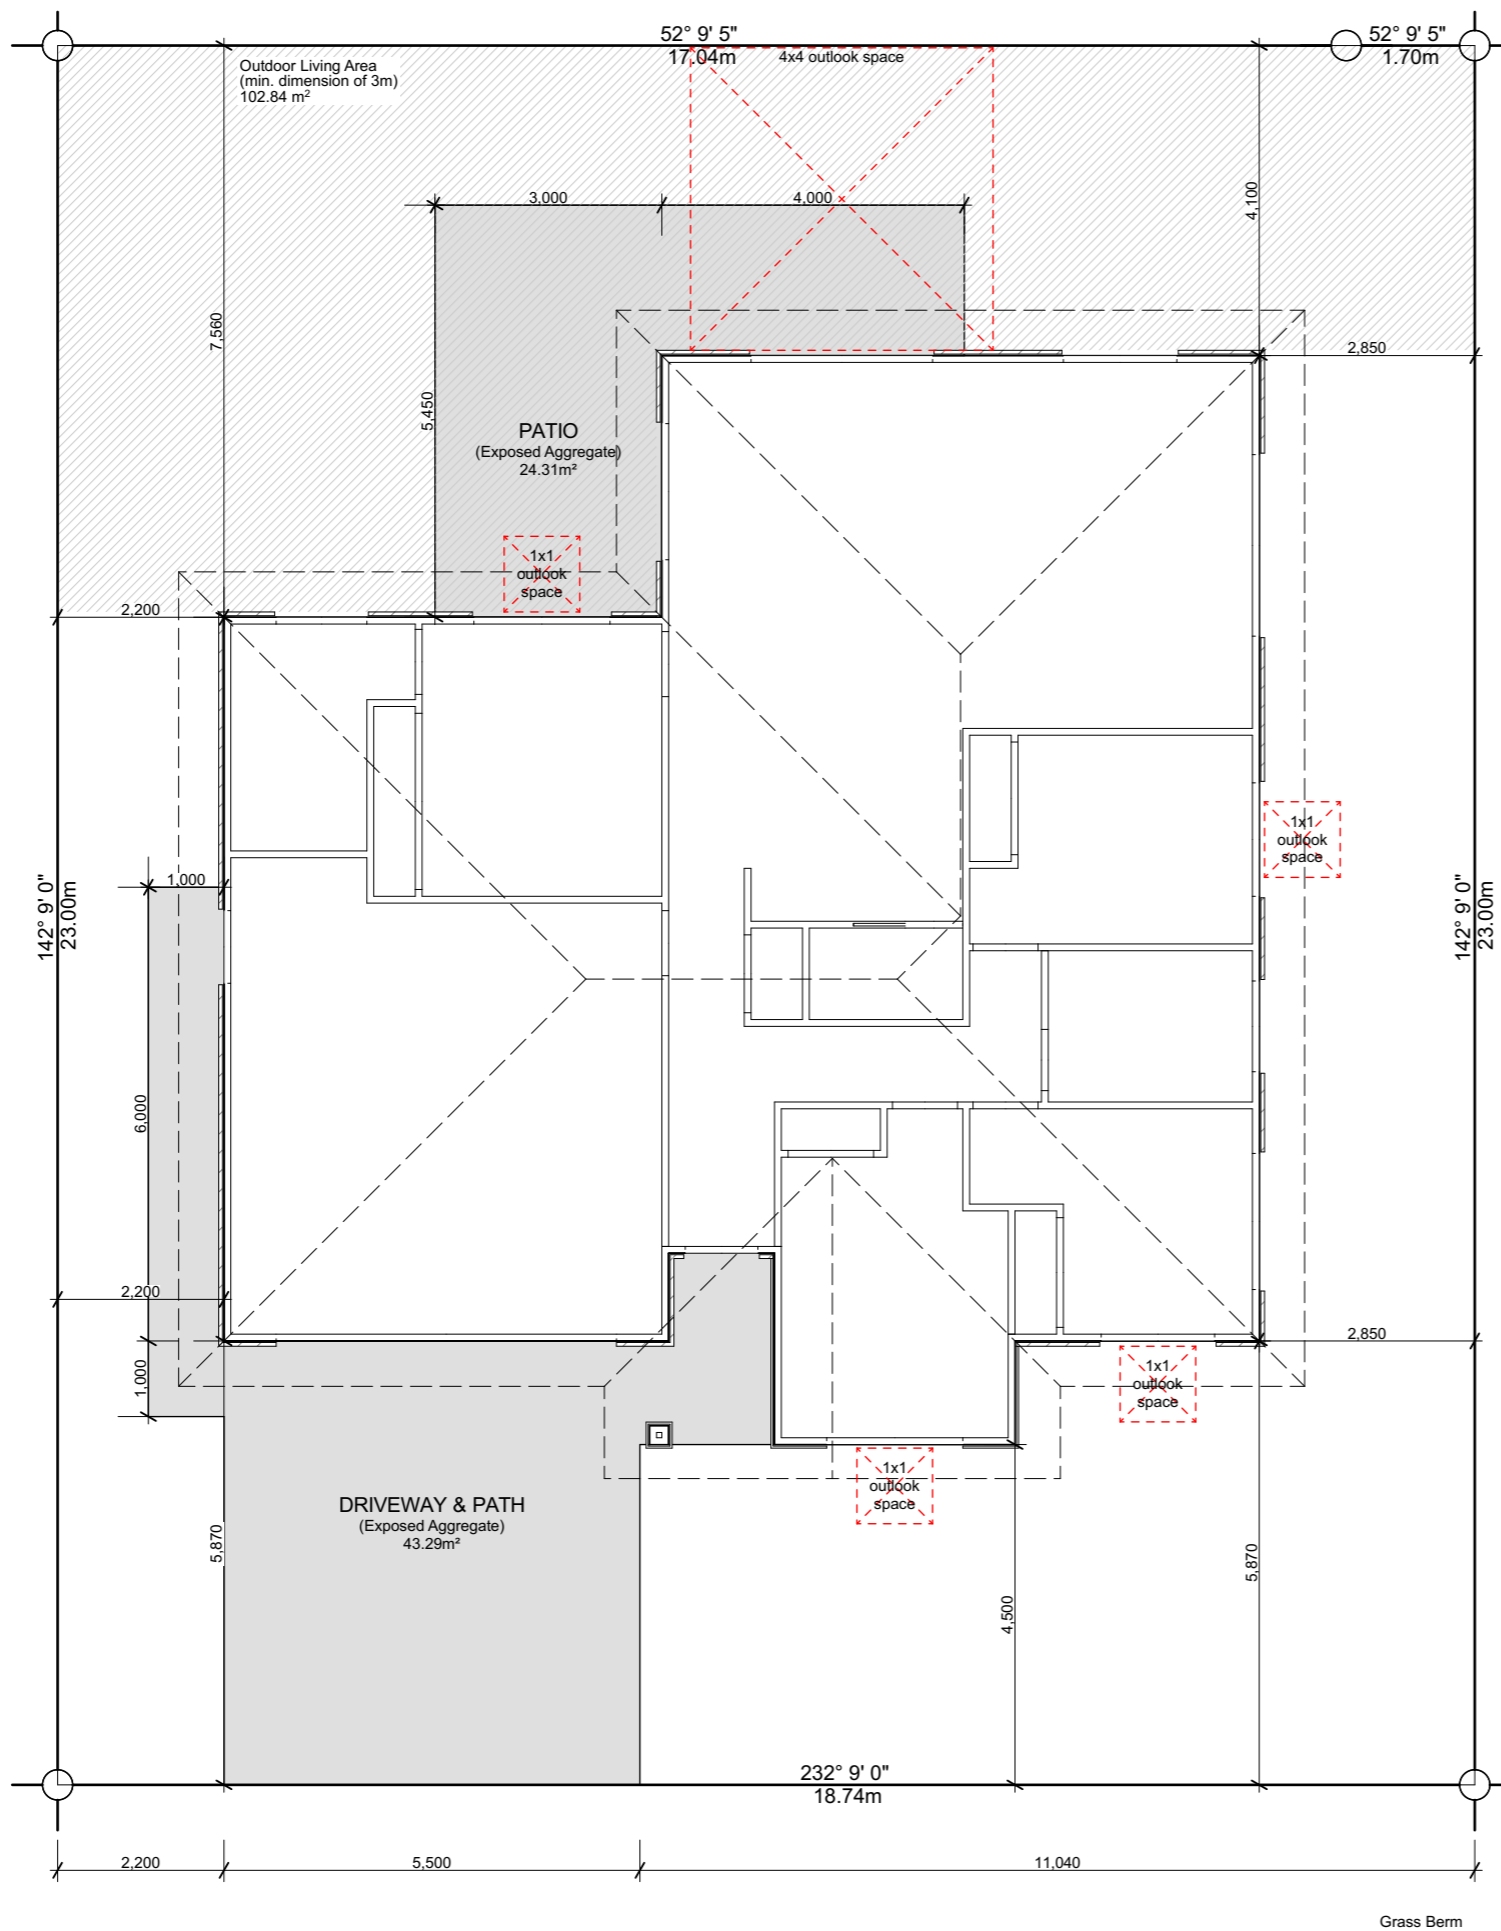 52° 9' 5"
17.04m
52° 9' 5"
1.70m
4x4 outlook space
Outdoor Living Area
(min. dimension of 3m)
102.84 m²
3,000
4,000
4,100
7,560
2,850
5,450
PATIO
(Exposed Aggregate)
24.31m²
1x1
outlook
space
2,200
1x1
outlook
space
1,000
142° 9' 0"
23.00m
142° 9' 0"
23.00m
6,000
2,200
2,850
1,000
1x1
outlook
space
1x1
outlook
space
DRIVEWAY & PATH
(Exposed Aggregate)
43.29m²
5,870
5,870
4,500
232° 9' 0"
18.74m
2,200
5,500
11,040
Grass Berm